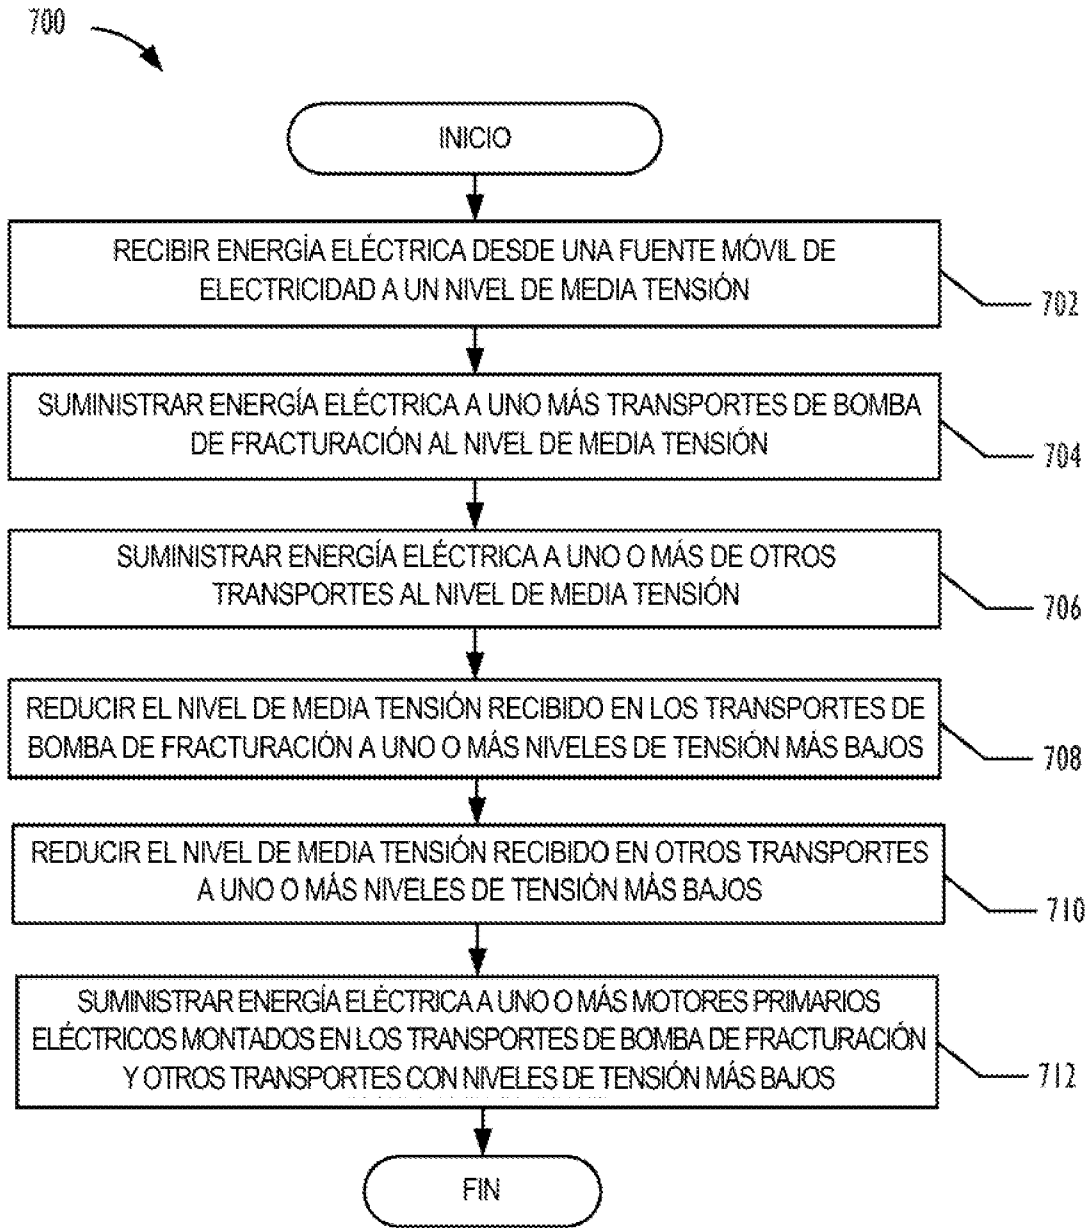 700
INICIO
RECIBIR ENERGÍA ELÉCTRICA DESDE UNA FUENTE MÓVIL DE
ELECTRICIDAD A UN NIVEL DE MEDIA TENSIÓN
702
SUMINISTRAR ENERGÍA ELÉCTRICA A UNO MÁS TRANSPORTES DE BOMBA
DE FRACTURACIÓN AL NIVEL DE MEDIA TENSIÓN
704
SUMINISTRAR ENERGÍA ELÉCTRICA A UNO O MÁS DE OTROS
TRANSPORTES AL NIVEL DE MEDIA TENSIÓN
706
REDUCIR EL NIVEL DE MEDIA TENSIÓN RECIBIDO EN LOS TRANSPORTES DE
BOMBA DE FRACTURACIÓN A UNO O MÁS NIVELES DE TENSIÓN MÁS BAJOS
708
REDUCIR EL NIVEL DE MEDIA TENSIÓN RECIBIDO EN OTROS TRANSPORTES
A UNO O MÁS NIVELES DE TENSIÓN MÁS BAJOS
710
SUMINISTRAR ENERGÍA ELÉCTRICA A UNO O MÁS MOTORES PRIMARIOS
ELÉCTRICOS MONTADOS EN LOS TRANSPORTES DE BOMBA DE FRACTURACIÓN
Y OTROS TRANSPORTES CON NIVELES DE TENSIÓN MÁS BAJOS
712
FIN